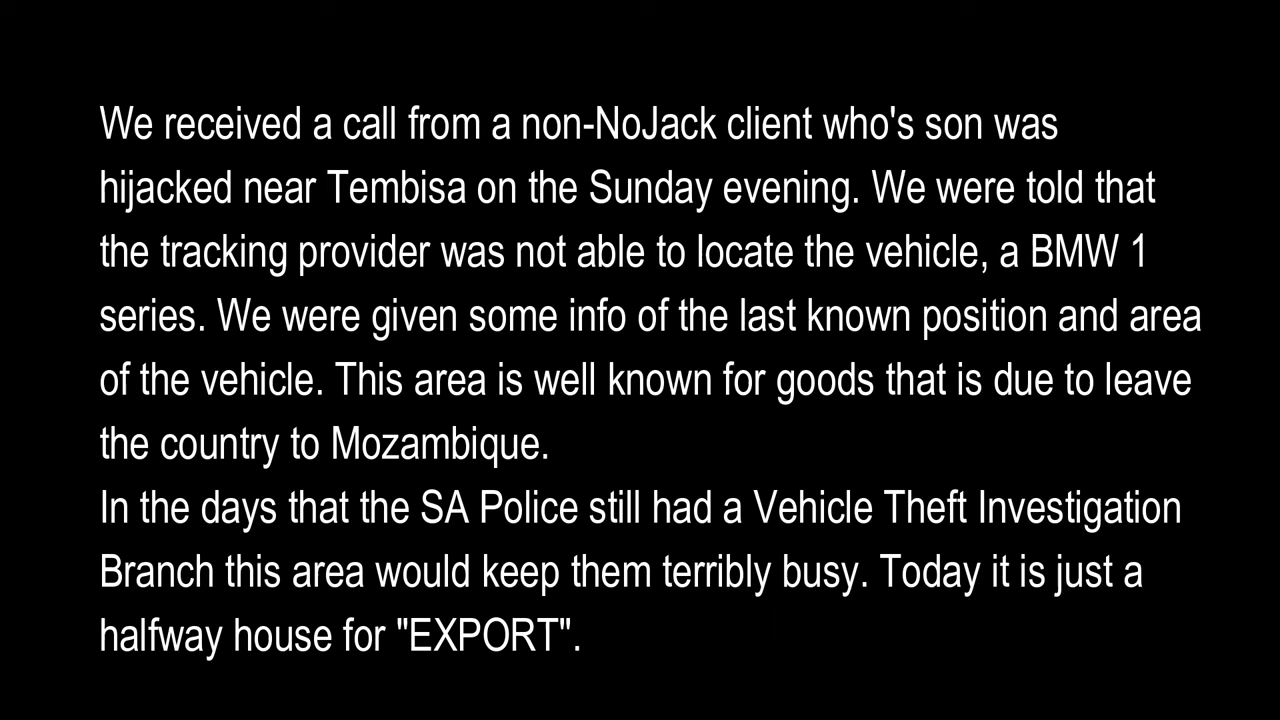 We received a call from a non-NoJack client who's son was
hijacked near Tembisa on the Sunday evening. We were told that
the tracking provider was not able to locate the vehicle, a BMW 1
series. We were given some info of the last known position and area
of the vehicle. This area is well known for goods that is due to leave
the country to Mozambique.
In the days that the SA Police still had a Vehicle Theft Investigation
Branch this area would keep them terribly busy. Today it is just a
halfway house for "EXPORT".